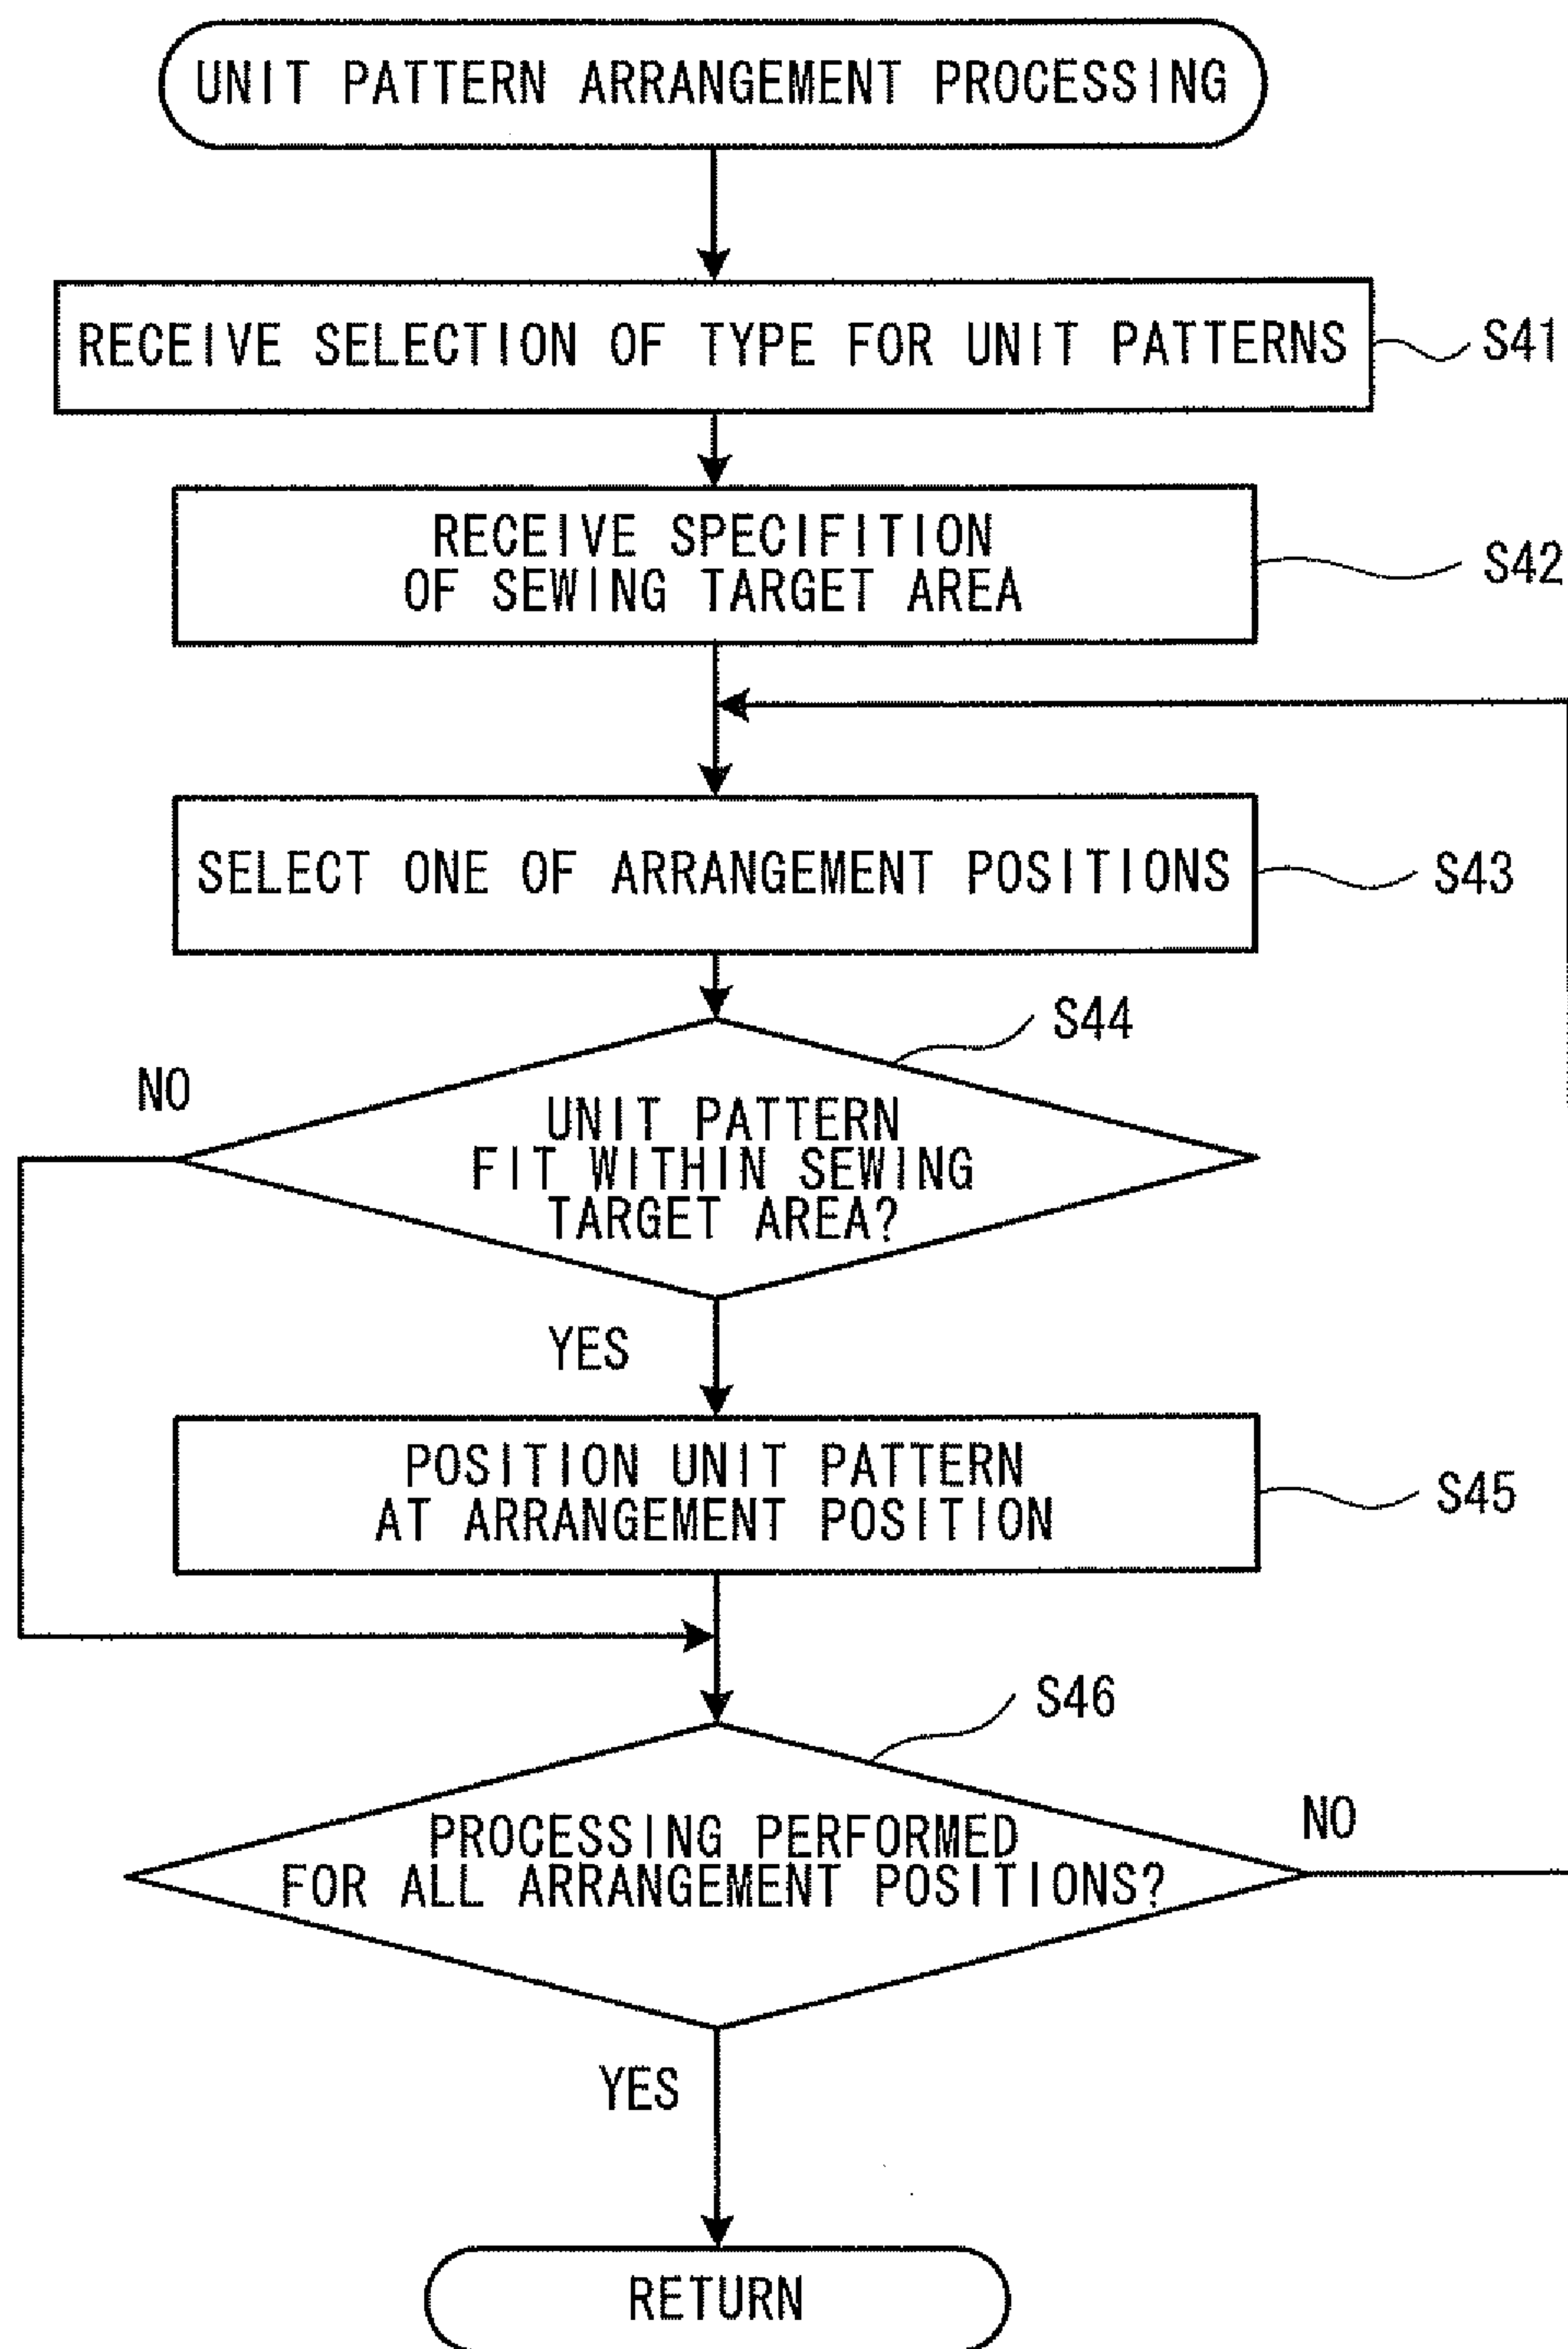 UNIT PATTERN ARRANGEMENT PROCESSING
RECEIVE SELECTION OF TYPE FOR UNIT PATTERNS
S41
RECEIVE SPECIFITION
OF SEWING TARGET AREA
S42
SELECT ONE OF ARRANGEMENT POSITIONS
S43
S44
NO
UNIT PATTERN
FIT WITHIN SEWING
TARGET AREA?
YES
POSITION UNIT PATTERN
AT ARRANGEMENT POSITION
S45
S46
NO
PROCESSING PERFORMED
FOR ALL ARRANGEMENT POSITIONS?
YES
RETURN